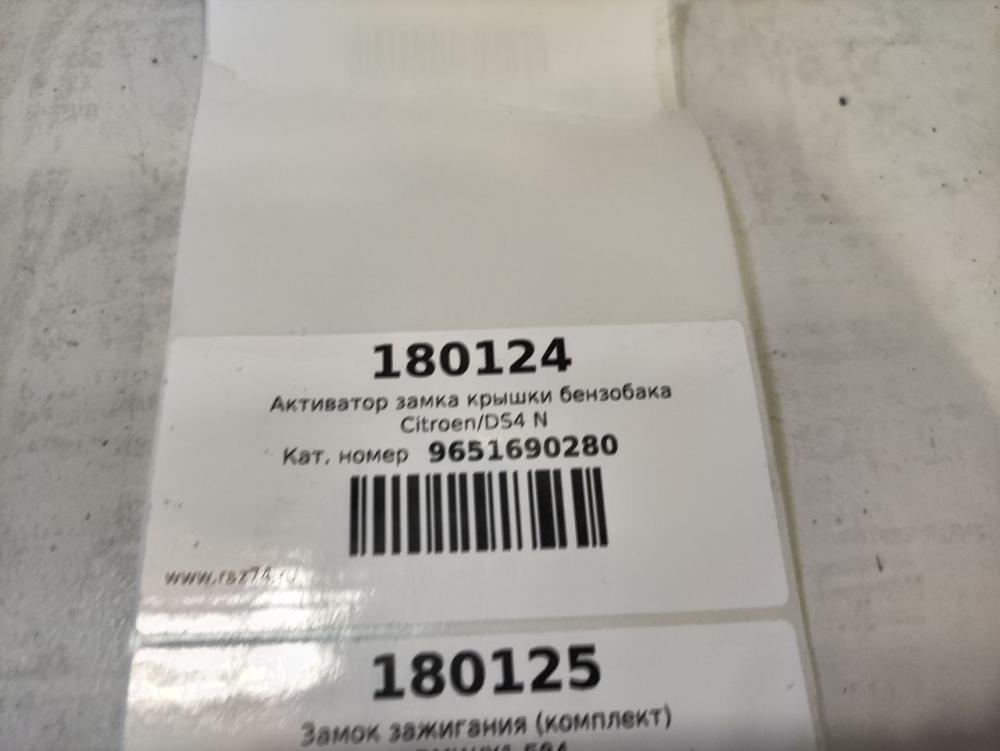 180124
Активатор замка крышки бензобака
Citroen/DS4 N
Кат. номер 9651690280
www.rsz74.ru
180125
Замок зажигания (комплект)